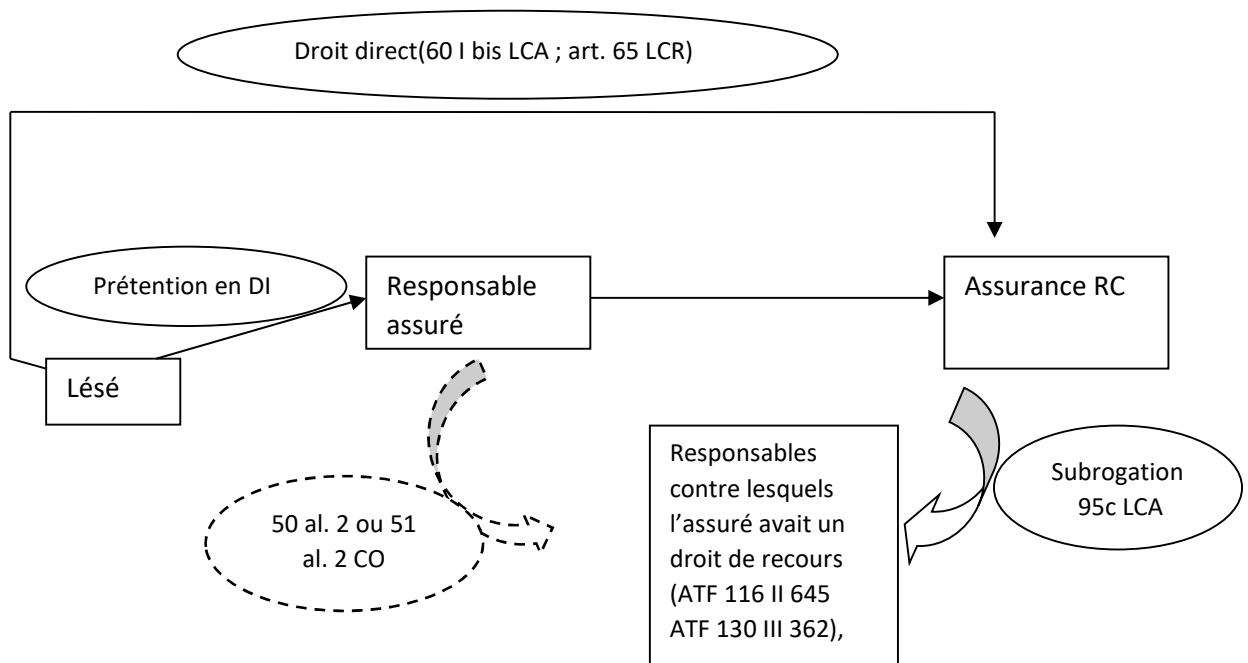 Droit direct(60 I bis LCA ; art. 65 LCR)
Prétention en DI
Responsable
assuré
Assurance RC
Lésé
50 al. 2 ou 51
al. 2 CO
Responsables
contre lesquels
l’assuré avait un
droit de recours
(ATF 116 II 645
ATF 130 III 362),
Subrogation
95c LCA